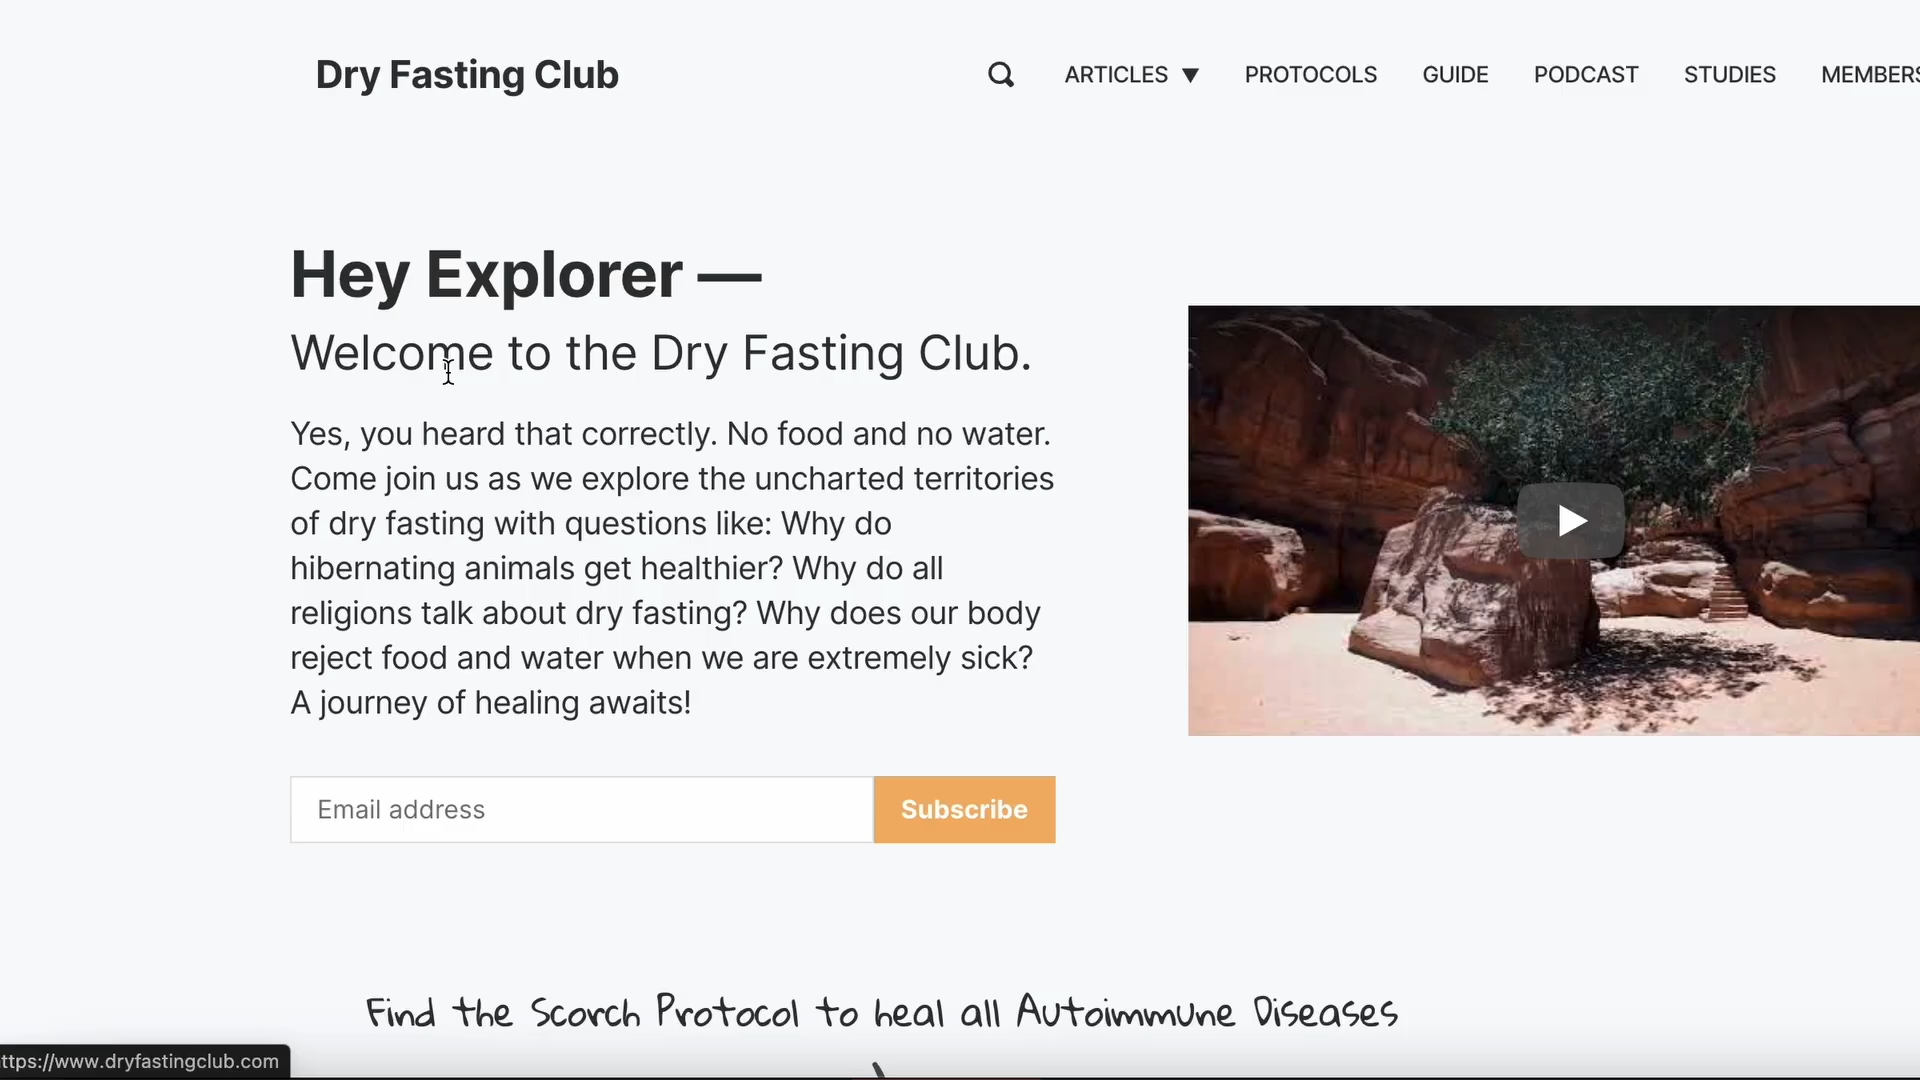 Dry Fasting Club
ARTICLES ▼ PROTOCOLS GUIDE PODCAST STUDIES MEMBERS
Hey Explorer —
Welcome to the Dry Fasting Club.
Yes, you heard that correctly. No food and no water.
Come join us as we explore the uncharted territories
of dry fasting with questions like: Why do
hibernating animals get healthier? Why do all
religions talk about dry fasting? Why does our body
reject food and water when we are extremely sick?
A journey of healing awaits!
Email address
Subscribe
Find the Scorch Protocol to heal all Autoimmune Diseases
ttps://www.dryfastingclub.com